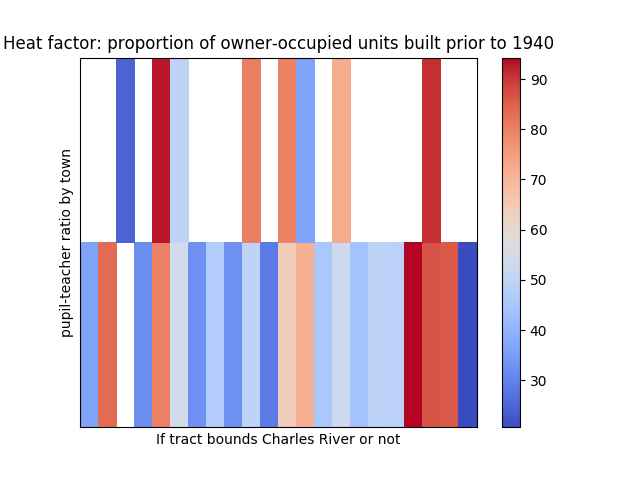 Heat factor: proportion of owner-occupied units built prior to 1940
pupil-teacher ratio by town
If tract bounds Charles River or not
90
80
70
60
50
40
30